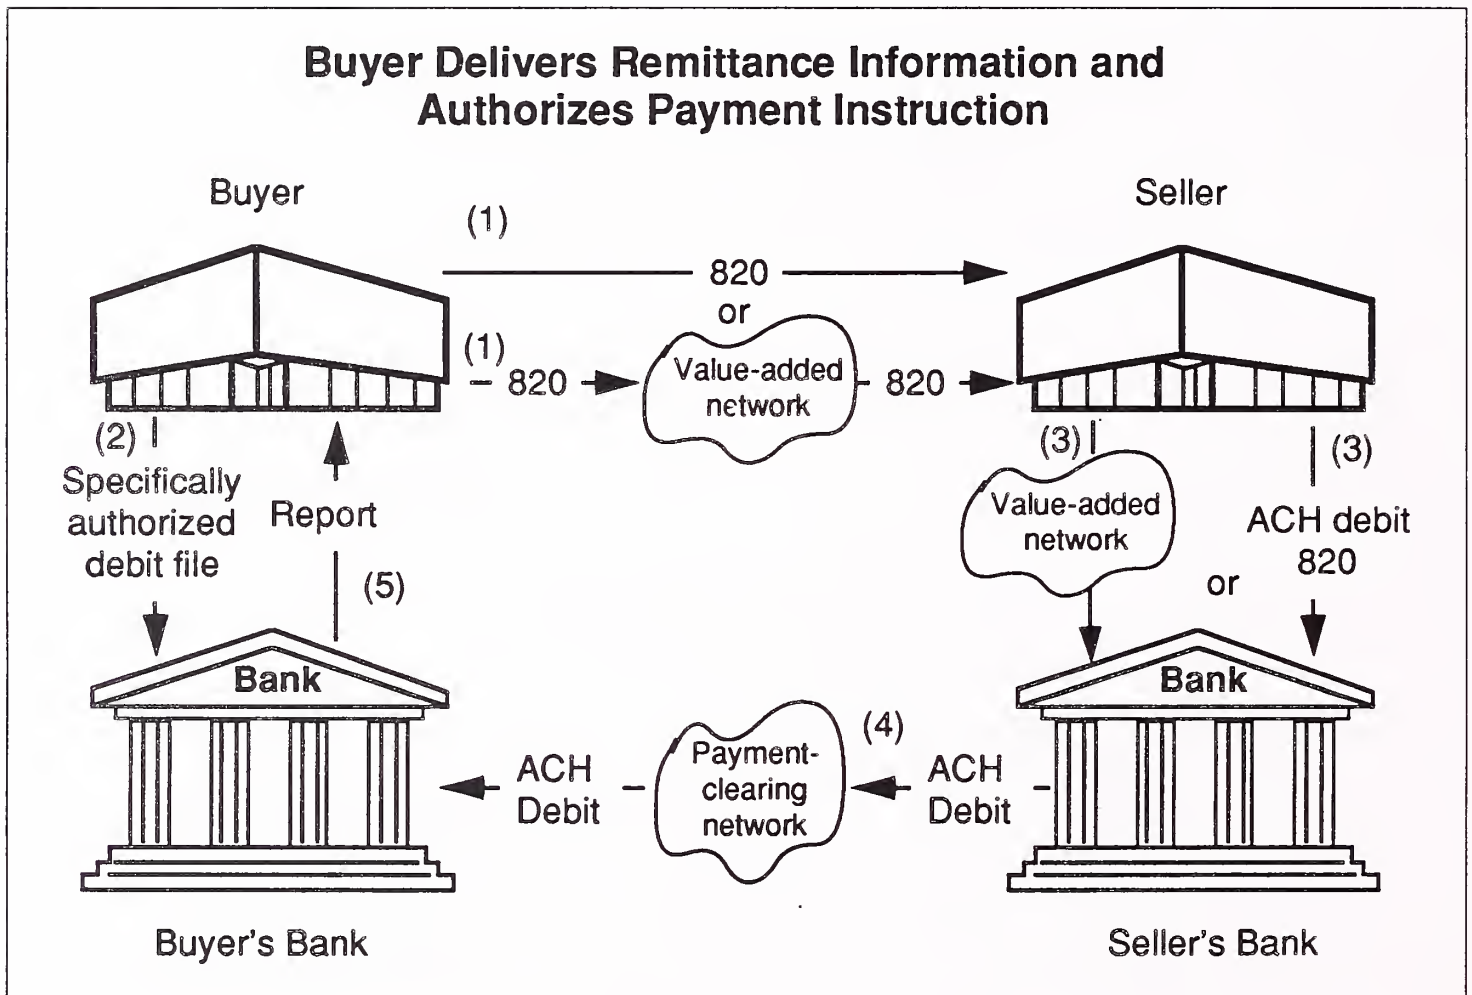 Buyer Delivers Remittance Information and
Authorizes Payment Instruction
Buyer
Seller
(1)
820
or
(1)
820
Value-added
network
820
(2)
Specifically
authorized
debit file
Report
(5)
(3)
Value-added
network
or
(3)
ACH debit
820
Bank
Bank
ACH
Debit
Payment-
clearing
network
(4)
ACH
Debit
Buyer's Bank
Seller's Bank